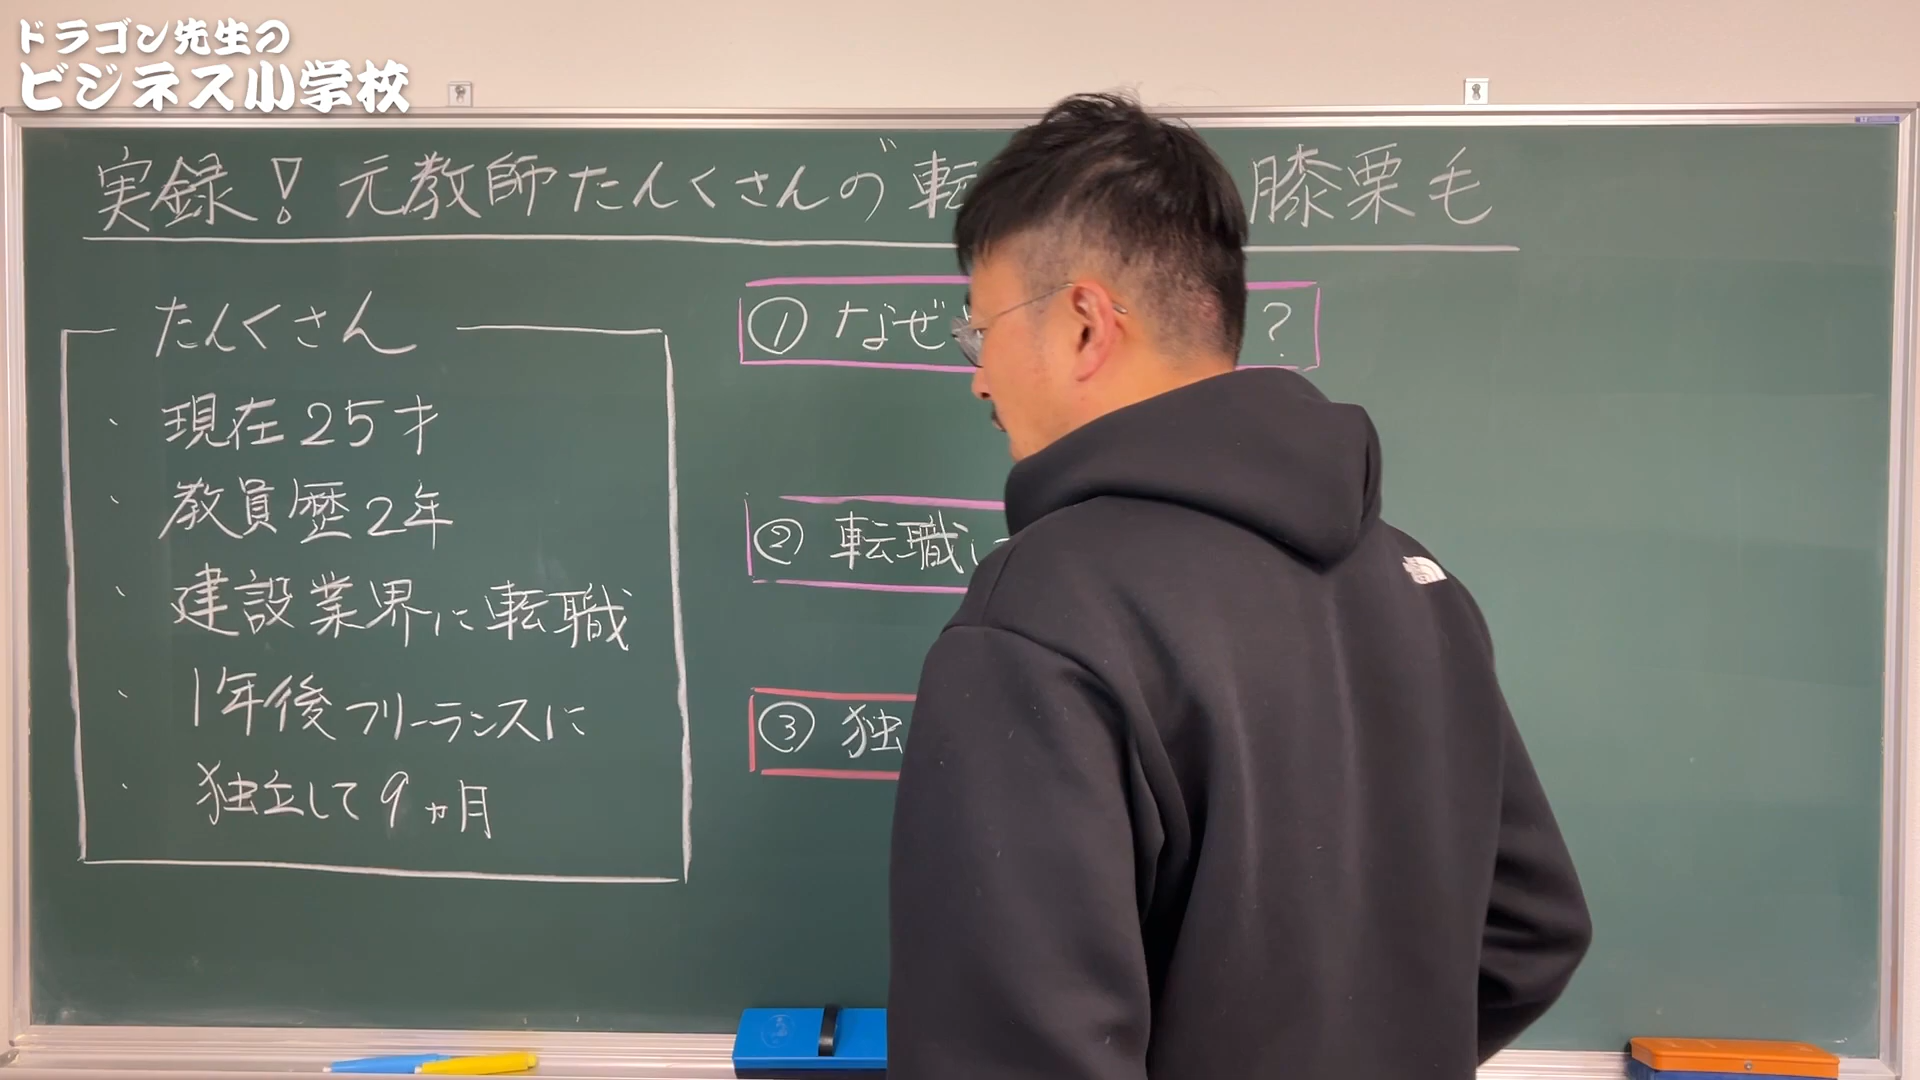 ドラゴン先生の
ビジネス小学校
実録! 元教師たんくさんの〝転 膝栗毛
たんくさん
・ 現在25才
・ 教員歴2年
・ 建設業界に転職
・ 1年後フリーランスに
・ 独立して9ヵ月
① なぜ ?
② 転職に
③ 独